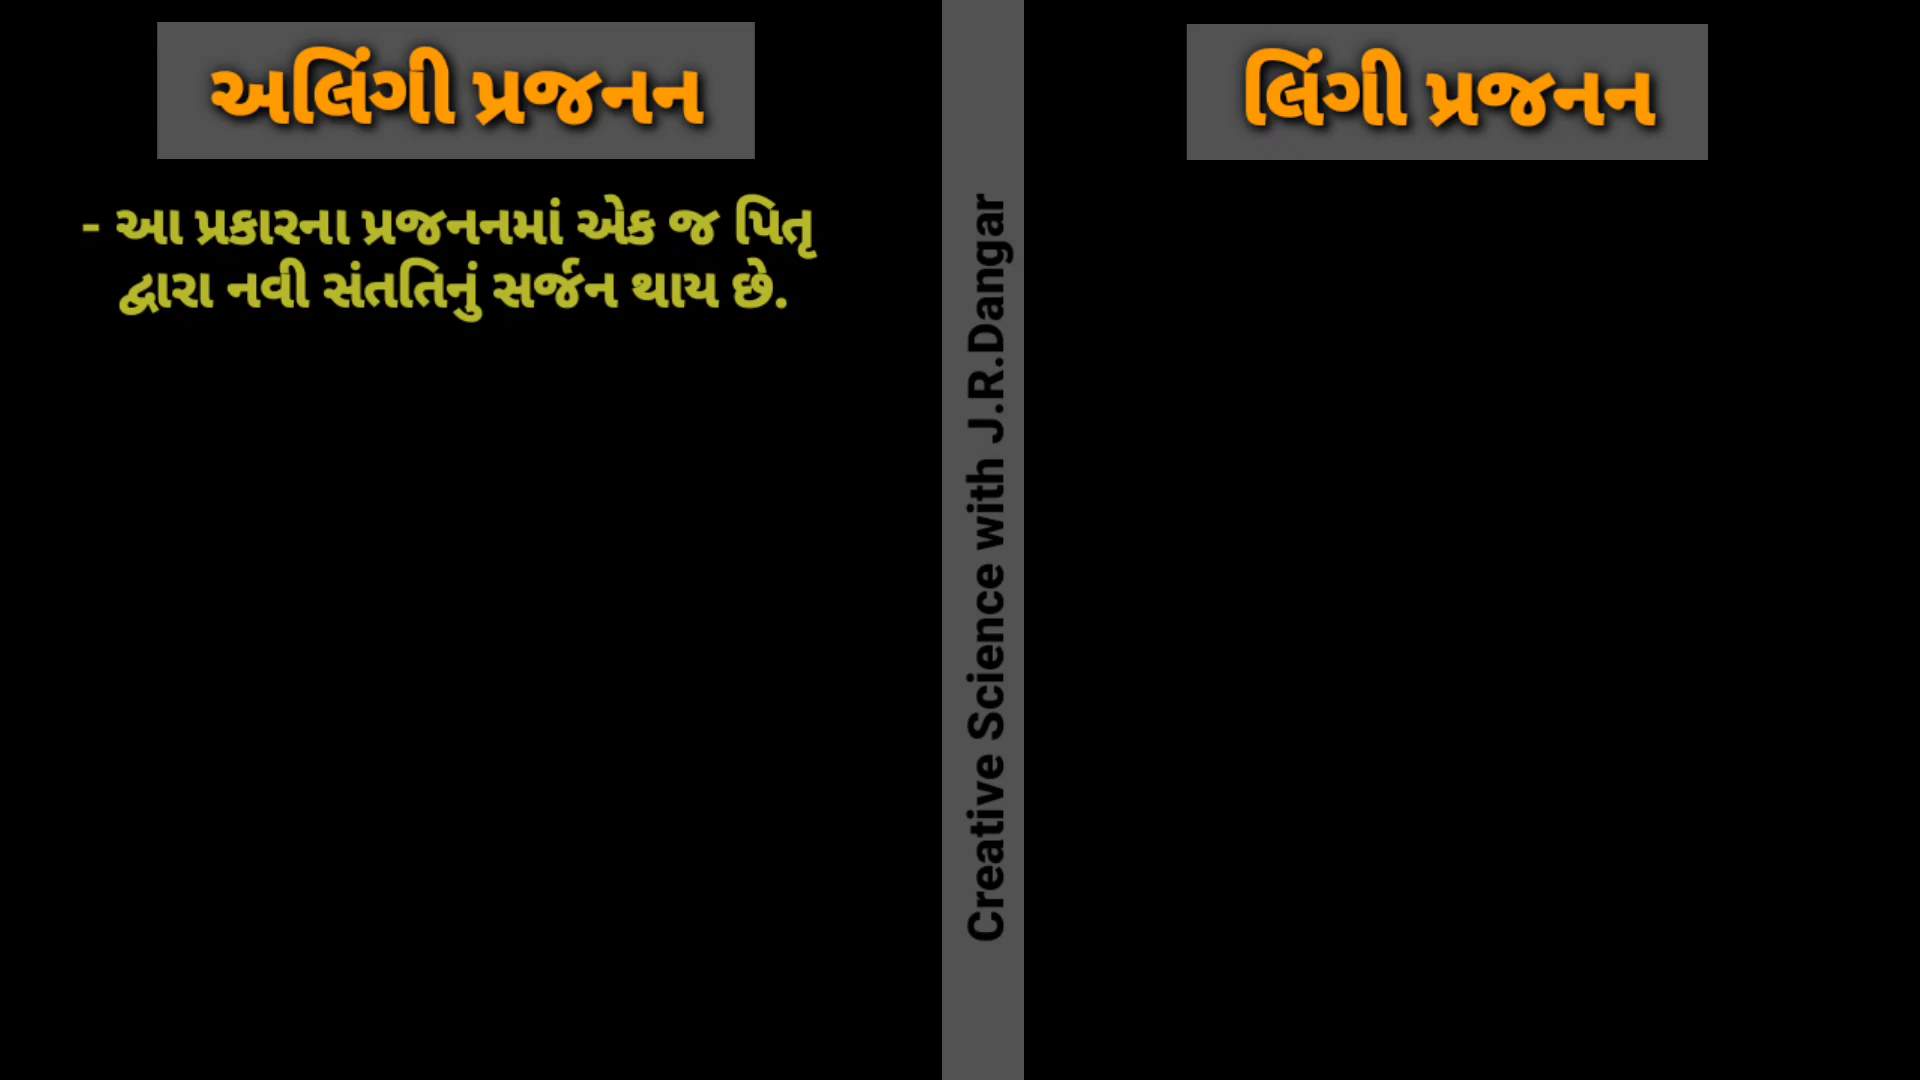 અલિંગી પ્રજનન
- આ પ્રકારના પ્રજનનમાં એક જ પિતૃ
દ્વારા નવી સંતતિનું સર્જન થાય છે.
Creative Science with J.R.Dangar
લિંગી પ્રજનન